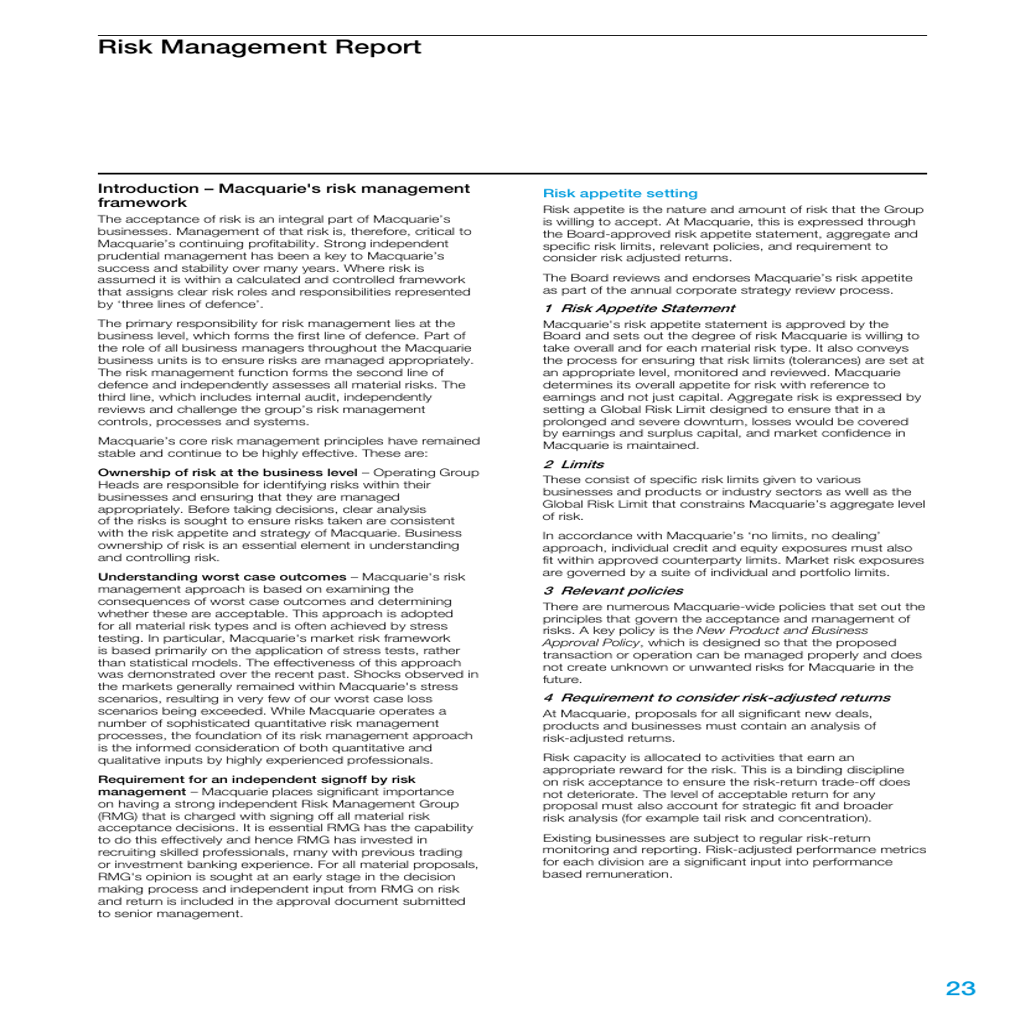 Risk Management Report
Introduction – Macquarie's risk management
framework
The acceptance of risk is an integral part of Macquarie’s
businesses. Management of that risk is, therefore, critical to
Macquarie’s continuing profitability. Strong independent
prudential management has been a key to Macquarie’s
success and stability over many years. Where risk is
assumed it is within a calculated and controlled framework
that assigns clear risk roles and responsibilities represented
by ‘three lines of defence’.
The primary responsibility for risk management lies at the
business level, which forms the first line of defence. Part of
the role of all business managers throughout the Macquarie
business units is to ensure risks are managed appropriately.
The risk management function forms the second line of
defence and independently assesses all material risks. The
third line, which includes internal audit, independently
reviews and challenge the group’s risk management
controls, processes and systems.
Macquarie’s core risk management principles have remained
stable and continue to be highly effective. These are:
Ownership of risk at the business level – Operating Group
Heads are responsible for identifying risks within their
businesses and ensuring that they are managed
appropriately. Before taking decisions, clear analysis
of the risks is sought to ensure risks taken are consistent
with the risk appetite and strategy of Macquarie. Business
ownership of risk is an essential element in understanding
and controlling risk.
Understanding worst case outcomes – Macquarie's risk
management approach is based on examining the
consequences of worst case outcomes and determining
whether these are acceptable. This approach is adopted
for all material risk types and is often achieved by stress
testing. In particular, Macquarie's market risk framework
is based primarily on the application of stress tests, rather
than statistical models. The effectiveness of this approach
was demonstrated over the recent past. Shocks observed in
the markets generally remained within Macquarie's stress
scenarios, resulting in very few of our worst case loss
scenarios being exceeded. While Macquarie operates a
number of sophisticated quantitative risk management
processes, the foundation of its risk management approach
is the informed consideration of both quantitative and
qualitative inputs by highly experienced professionals.
Requirement for an independent signoff by risk
management – Macquarie places significant importance
on having a strong independent Risk Management Group
(RMG) that is charged with signing off all material risk
acceptance decisions. It is essential RMG has the capability
to do this effectively and hence RMG has invested in
recruiting skilled professionals, many with previous trading
or investment banking experience. For all material proposals,
RMG's opinion is sought at an early stage in the decision
making process and independent input from RMG on risk
and return is included in the approval document submitted
to senior management.
Risk appetite setting
Risk appetite is the nature and amount of risk that the Group
is willing to accept. At Macquarie, this is expressed through
the Board-approved risk appetite statement, aggregate and
specific risk limits, relevant policies, and requirement to
consider risk adjusted returns.
The Board reviews and endorses Macquarie’s risk appetite
as part of the annual corporate strategy review process.
1 Risk Appetite Statement
Macquarie's risk appetite statement is approved by the
Board and sets out the degree of risk Macquarie is willing to
take overall and for each material risk type. It also conveys
the process for ensuring that risk limits (tolerances) are set at
an appropriate level, monitored and reviewed. Macquarie
determines its overall appetite for risk with reference to
earnings and not just capital. Aggregate risk is expressed by
setting a Global Risk Limit designed to ensure that in a
prolonged and severe downturn, losses would be covered
by earnings and surplus capital, and market confidence in
Macquarie is maintained.
2 Limits
These consist of specific risk limits given to various
businesses and products or industry sectors as well as the
Global Risk Limit that constrains Macquarie’s aggregate level
of risk.
In accordance with Macquarie’s ‘no limits, no dealing’
approach, individual credit and equity exposures must also
fit within approved counterparty limits. Market risk exposures
are governed by a suite of individual and portfolio limits.
3 Relevant policies
There are numerous Macquarie-wide policies that set out the
principles that govern the acceptance and management of
risks. A key policy is the New Product and Business
Approval Policy, which is designed so that the proposed
transaction or operation can be managed properly and does
not create unknown or unwanted risks for Macquarie in the
future.
4 Requirement to consider risk-adjusted returns
At Macquarie, proposals for all significant new deals,
products and businesses must contain an analysis of
risk-adjusted returns.
Risk capacity is allocated to activities that earn an
appropriate reward for the risk. This is a binding discipline
on risk acceptance to ensure the risk-return trade-off does
not deteriorate. The level of acceptable return for any
proposal must also account for strategic fit and broader
risk analysis (for example tail risk and concentration).
Existing businesses are subject to regular risk-return
monitoring and reporting. Risk-adjusted performance metrics
for each division are a significant input into performance
based remuneration.
23